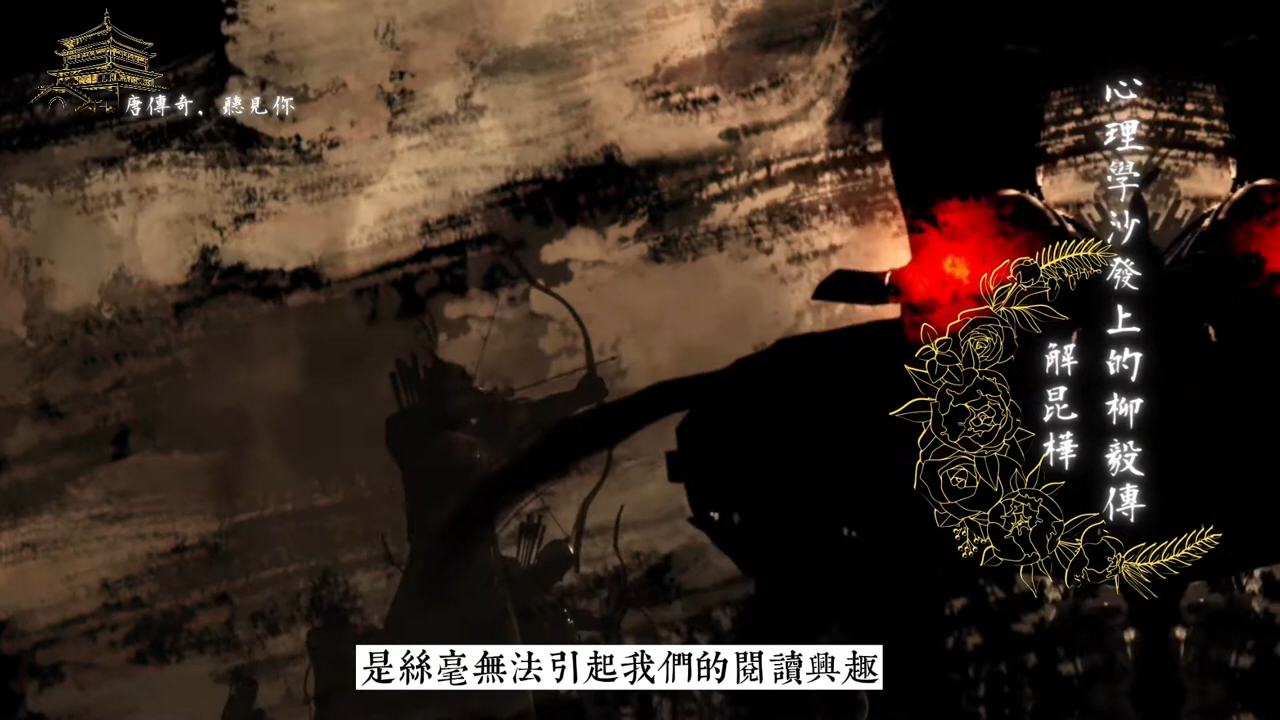 唐傳奇，聽見你
心理學沙發上的柳毅傳
解昆樺
是絲毫無法引起我們的閱讀興趣